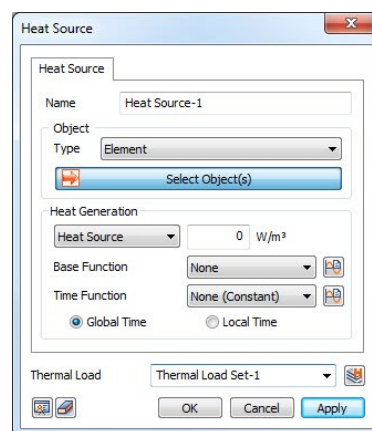 Heat Source
Heat Source
Name Heat Source-1
Object
Type Element
Select Object(s)
Heat Generation
Heat Source 0 W/m³
Base Function None
Time Function None (Constant)
Global Time Local Time
Thermal Load Thermal Load Set-1
OK Cancel Apply